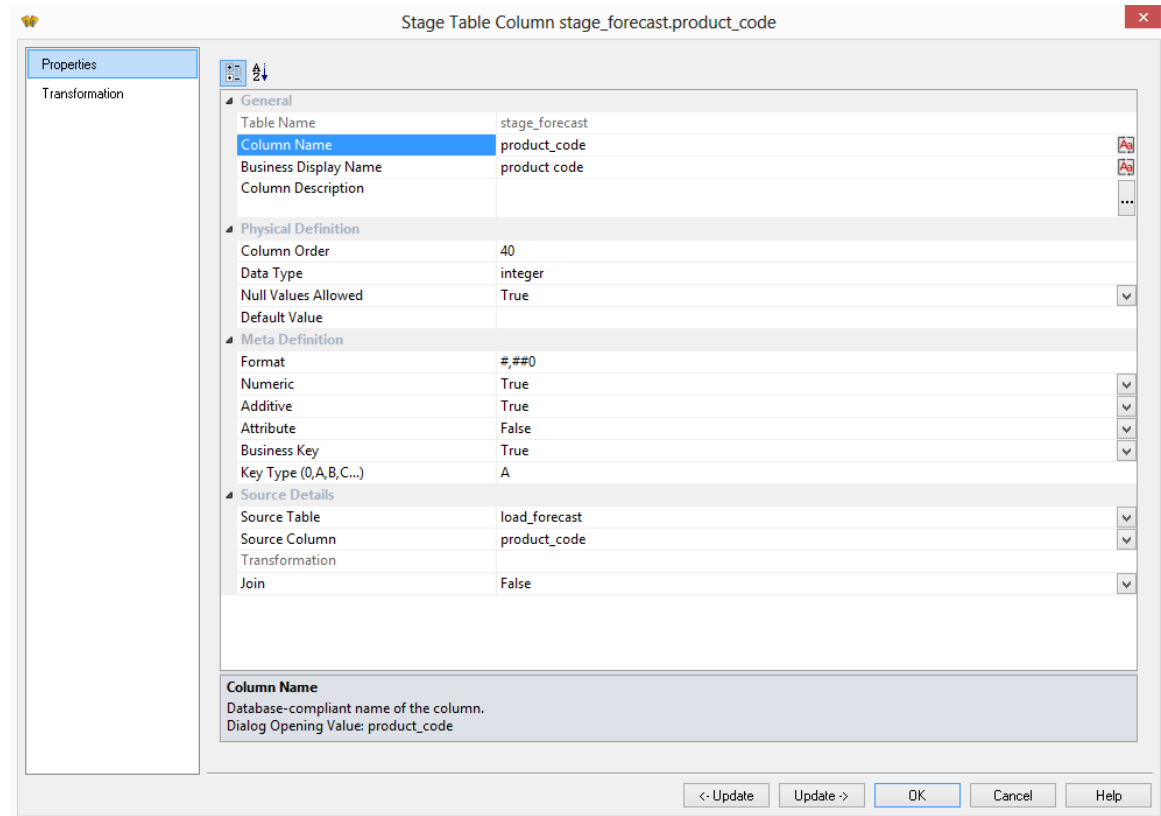 Stage Table Column stage_forecast.product_code
Properties
Transformation
General
Table Name stage_forecast
Column Name product_code
Business Display Name product code
Column Description
...
Physical Definition
Column Order 40
Data Type integer
Null Values Allowed True
Default Value
Meta Definition
Format #,##0
Numeric True
Additive True
Attribute False
Business Key True
Key Type (0,A,B,C...) A
Source Details
Source Table load_forecast
Source Column product_code
Transformation
Join False
Column Name
Database-compliant name of the column.
Dialog Opening Value: product_code
<- Update Update -> OK Cancel Help